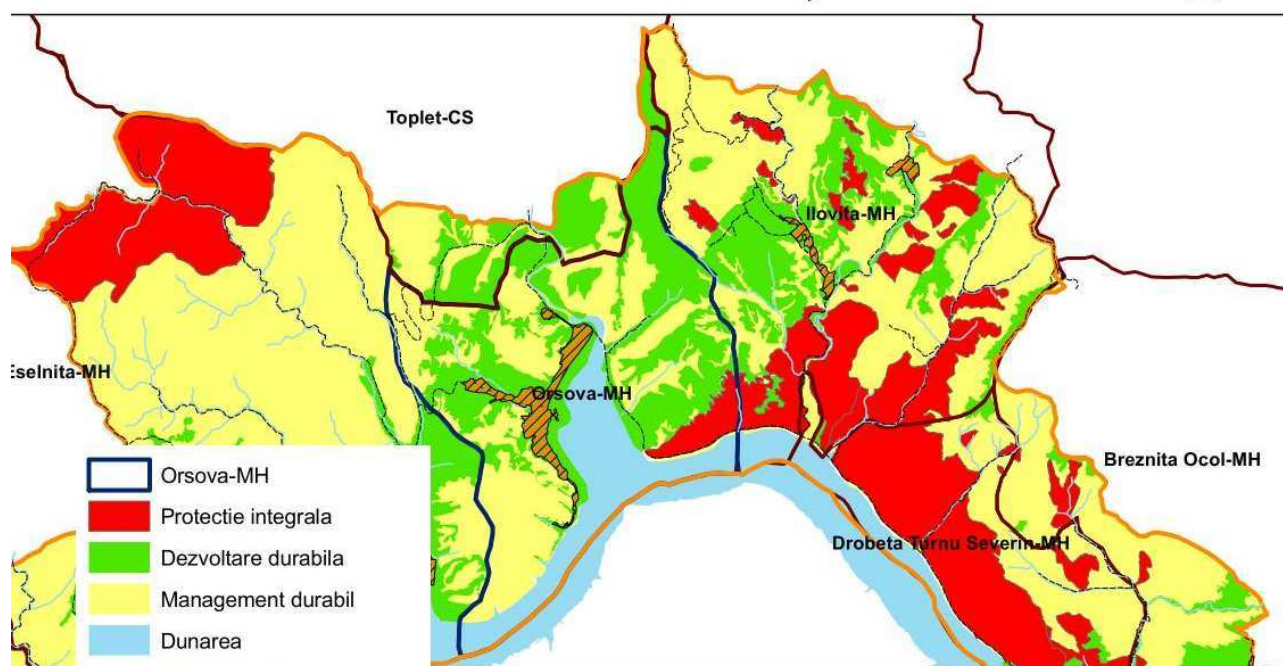 Toplet-CS
Ilovita-MH
Eselnita-MH
Orsova-MH
Breznita Ocol-MH
Drobeta Turnu Severin-MH
Orsova-MH
Protectie integrala
Dezvoltare durabila
Management durabil
Dunarea